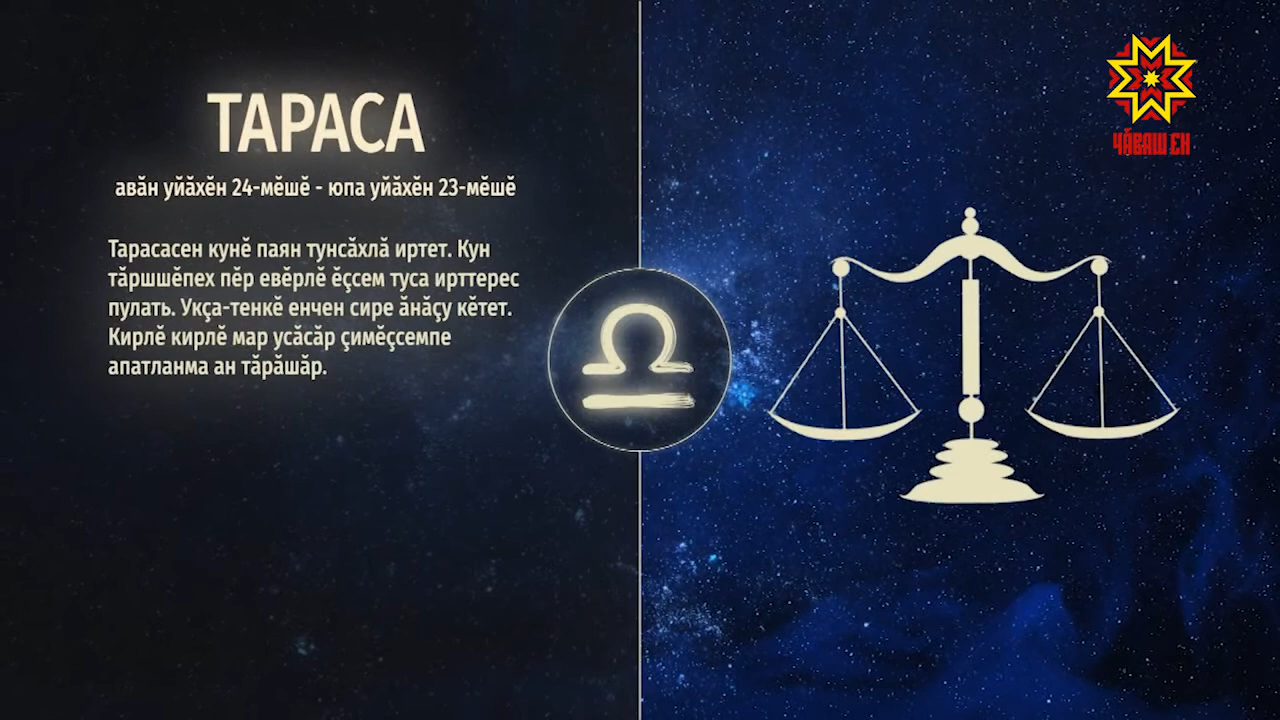 ТАРАСА
авӑн уйӑхӗн 24-мӗшӗ - юпа уйӑхӗн 23-мӗшӗ
Тарасасен кунӗ паян тунсӑхлӑ иртет. Кун
тӑршшӗпех пӗр евӗрлӗ ӗҫсем туса ирттерес
пулать. Укҫа-тенкӗ енчен сире ӑнӑҫу кӗтет.
Кирлӗ кирлӗ мар усӑсӑр ҫимӗҫсемпе
апатланма ан тӑрӑшӑр.
ЧӐВАШ ЕН